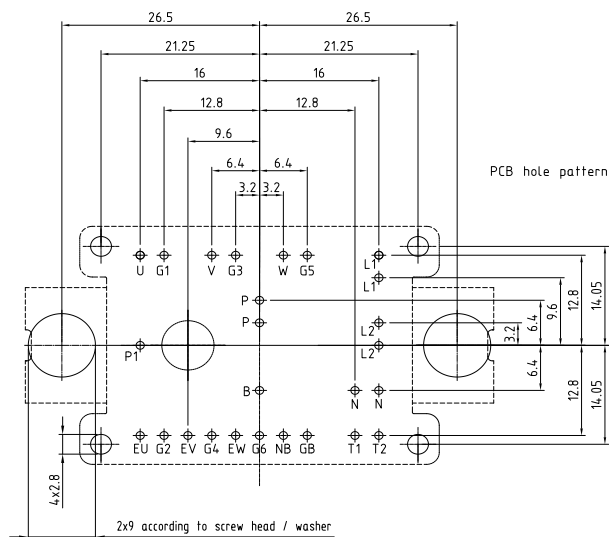 26.5 26.5
21.25 21.25
16 16
12.8 12.8
9.6
6.4 6.4
3.2 3.2
PCB hole pattern
U G1 V G3 W G5 L1
L1
P
P L2
P1 L2
B N N
EU G2 EV G4 EW G6 NB GB T1 T2
3.2 6.4 9.6 12.8 14.05
6.4 12.8 14.05
4x2.8
2x9 according to screw head / washer